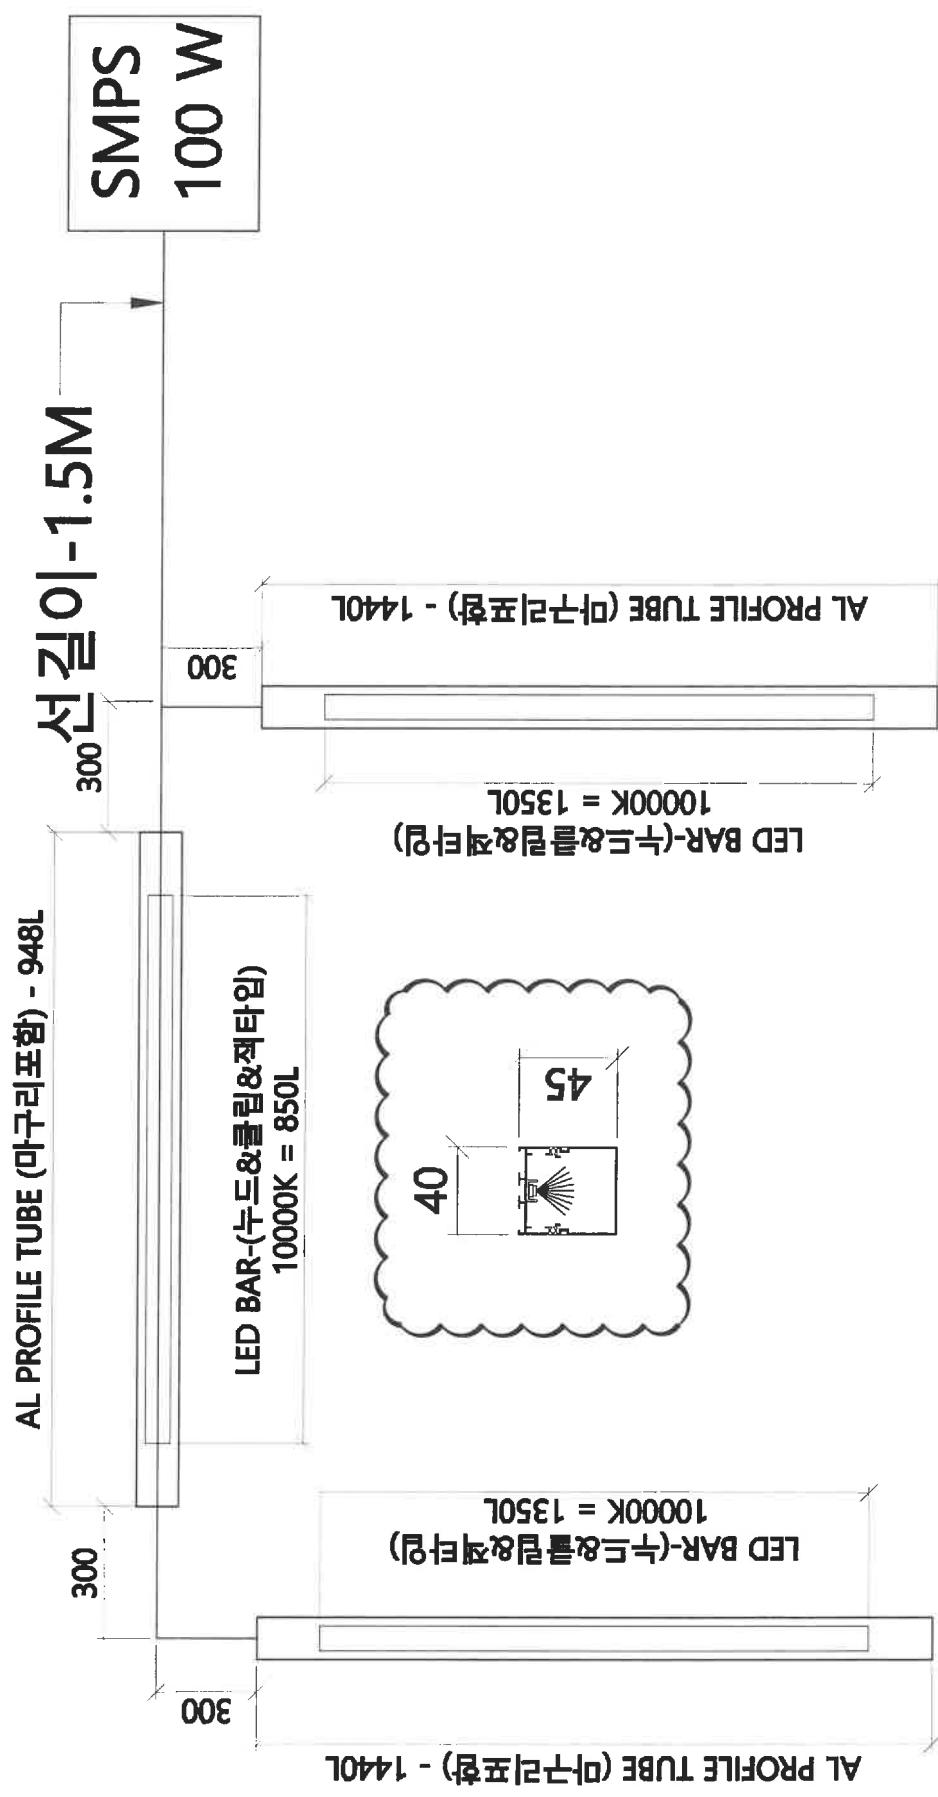 SMPS
100 W
선길이-1.5M
300
300
AL PROFILE TUBE (마구리포함) - 1440L
LED BAR-(누드&클립&잭타입)
10000K = 1350L
AL PROFILE TUBE (마구리포함) - 948L
LED BAR-(누드&클립&잭타입)
10000K = 850L
40
45
300
300
LED BAR-(누드&클립&잭타입)
10000K = 1350L
AL PROFILE TUBE (마구리포함) - 1440L